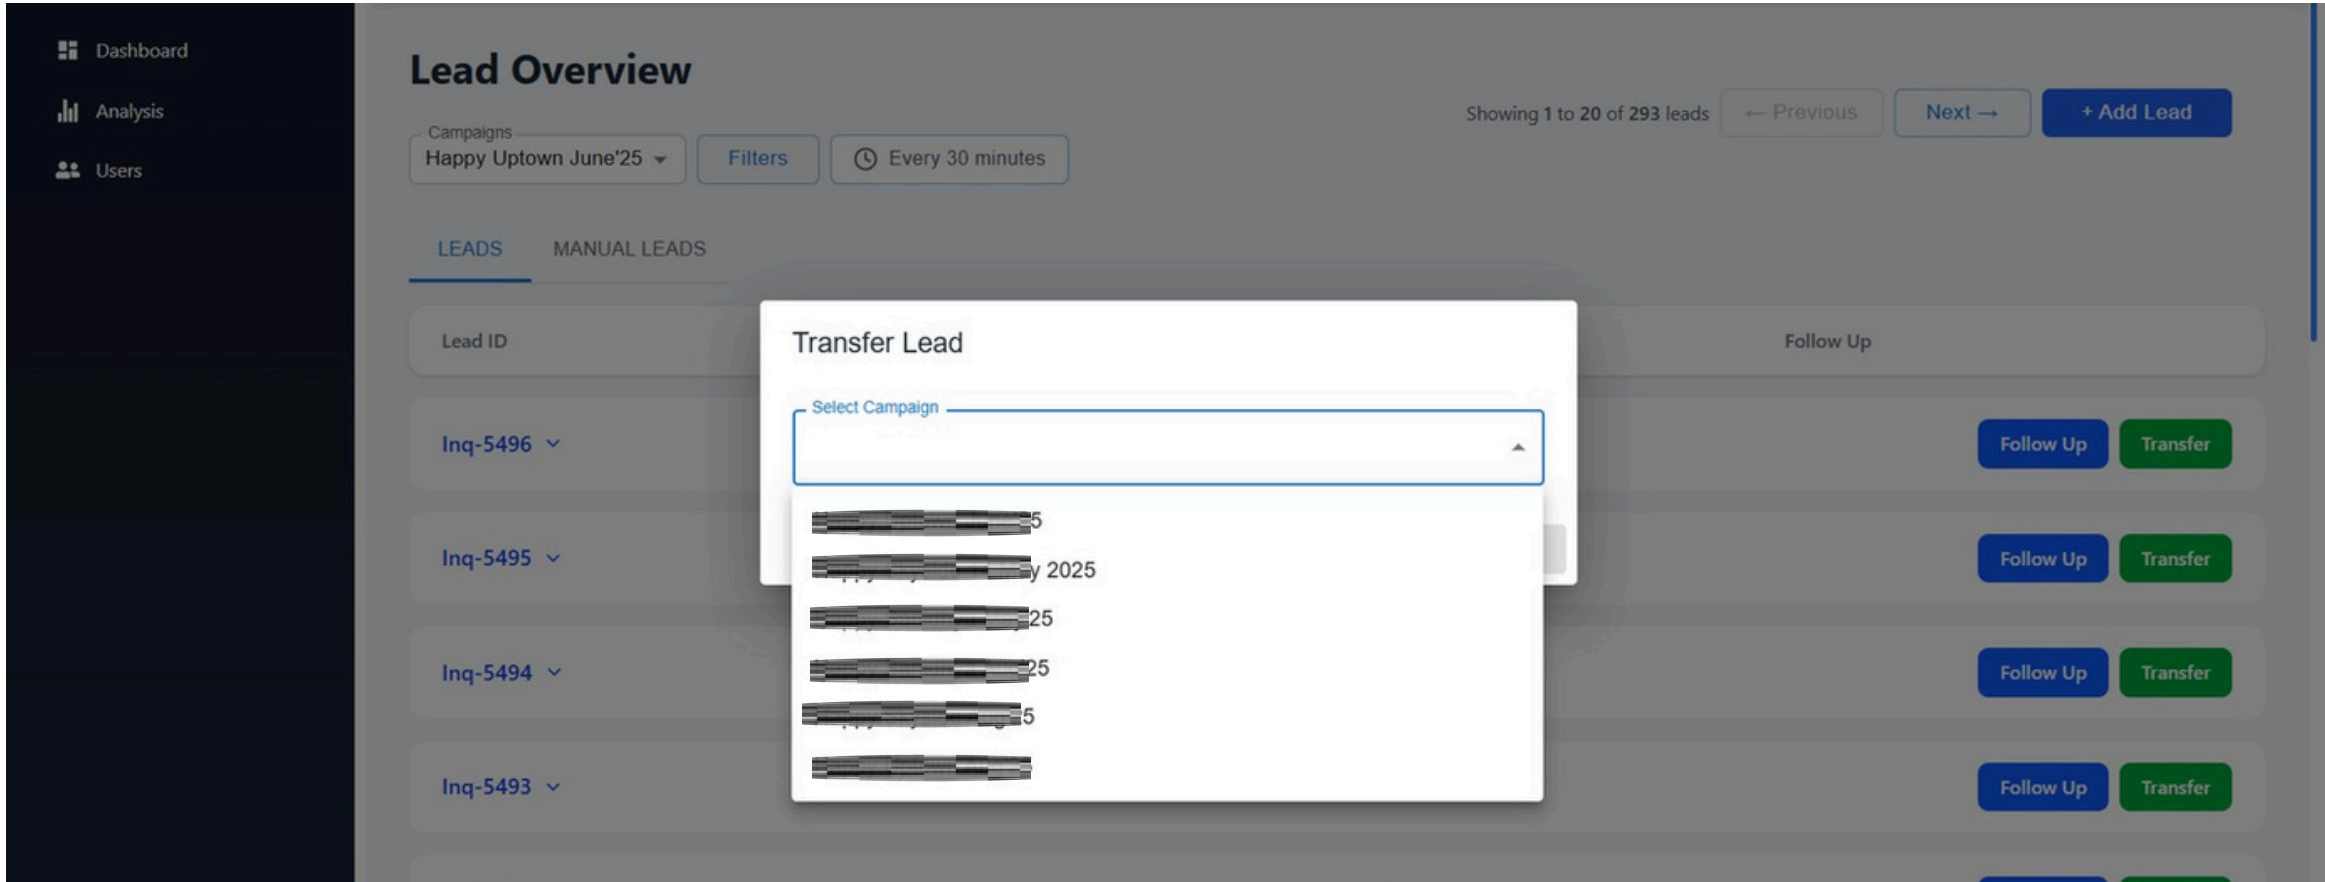 Dashboard
Analysis
Users
Lead Overview
Showing 1 to 20 of 293 leads
← Previous
Next →
+ Add Lead
Campaigns
Happy Uptown June'25
Filters
Every 30 minutes
LEADS
MANUAL LEADS
Lead ID
Follow Up
Transfer Lead
Select Campaign
Inq-5496
Follow Up
Transfer
5
y 2025
25
25
5
Inq-5495
Follow Up
Transfer
Inq-5494
Follow Up
Transfer
Inq-5493
Follow Up
Transfer